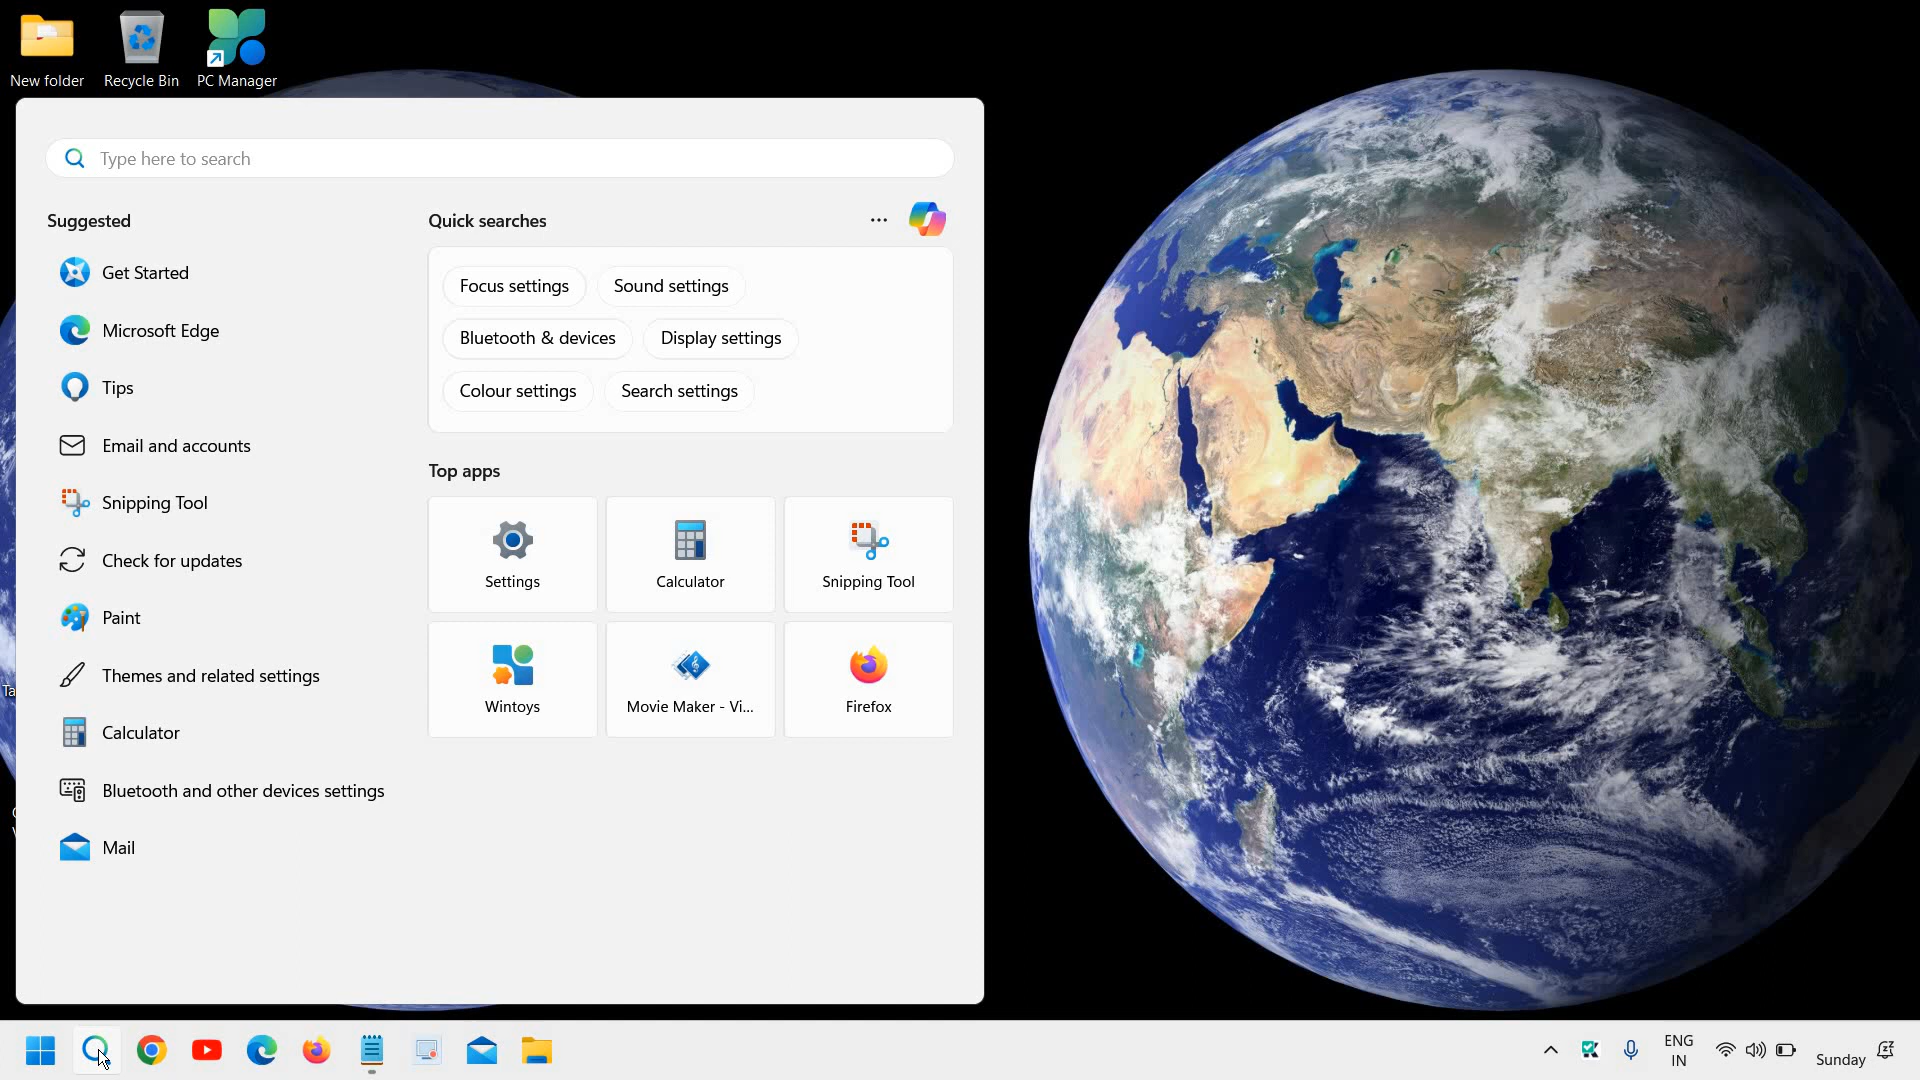 New folder
Recycle Bin
PC Manager
Type here to search
Suggested
Get Started
Microsoft Edge
Tips
Email and accounts
Snipping Tool
Check for updates
Paint
Themes and related settings
Calculator
Bluetooth and other devices settings
Mail
Quick searches
Focus settings
Sound settings
Bluetooth & devices
Display settings
Colour settings
Search settings
Top apps
Settings
Calculator
Snipping Tool
Wintoys
Movie Maker - Vi...
Firefox
Ta
ENG
IN
Sunday